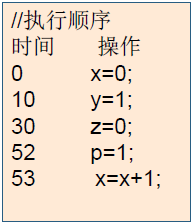 //执行顺序
时间 操作
0 x=0;
10 y=1;
30 z=0;
52 p=1;
53 x=x+1;